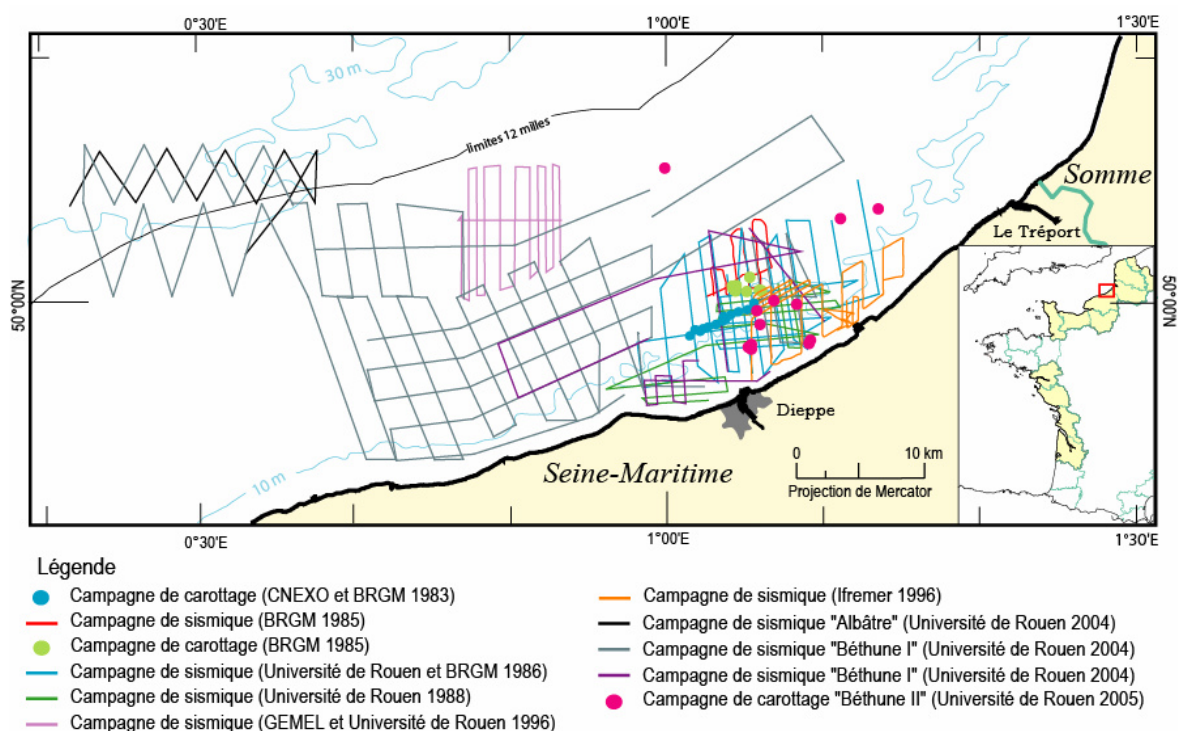 0°30'E
1°00'E
1°30'E
30 m
limites 12 milles
Somme
Le Tréport
50°00N
50°00N
Dieppe
Seine-Maritime
0 10 km
Projection de Mercator
10 m
0°30'E
1°00'E
1°30'E
Légende
Campagne de carottage (CNEXO et BRGM 1983)
Campagne de sismique (BRGM 1985)
Campagne de carottage (BRGM 1985)
Campagne de sismique (Université de Rouen et BRGM 1986)
Campagne de sismique (Université de Rouen 1988)
Campagne de sismique (GEMEL et Université de Rouen 1996)
Campagne de sismique (Ifremer 1996)
Campagne de sismique "Albâtre" (Université de Rouen 2004)
Campagne de sismique "Béthune I" (Université de Rouen 2004)
Campagne de sismique "Béthune I" (Université de Rouen 2004)
Campagne de carottage "Béthune II" (Université de Rouen 2005)